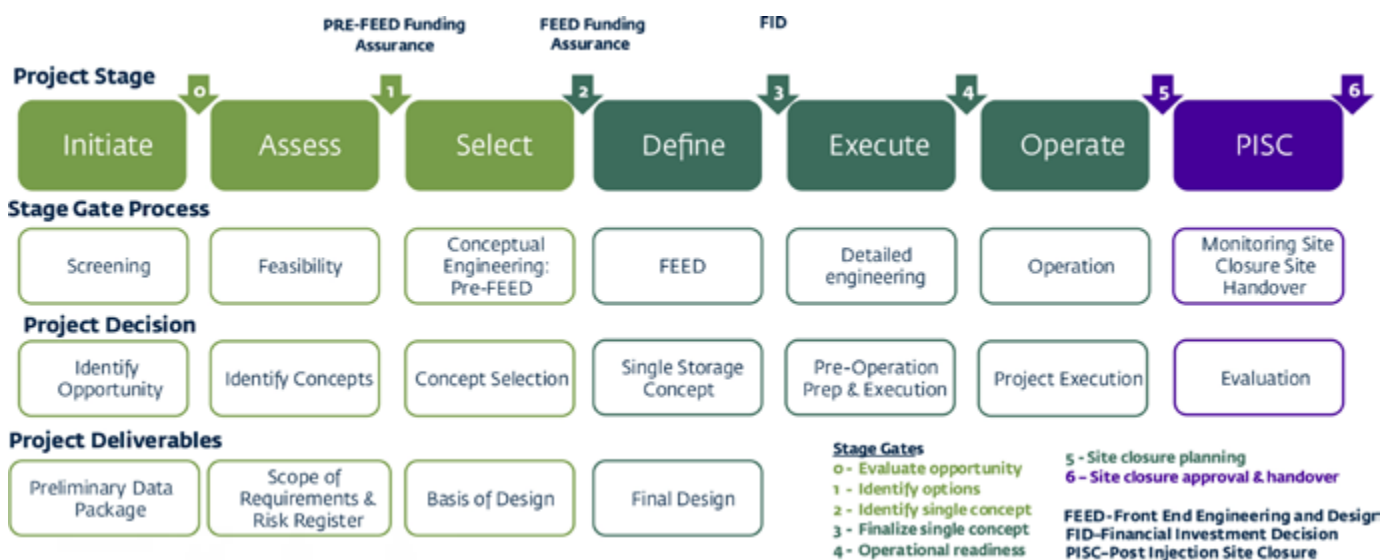 PRE-FEED Funding
Assurance
FEED Funding
Assurance
FID
Project Stage
0
1
2
3
4
5
6
Initiate
Assess
Select
Define
Execute
Operate
PISC
Stage Gate Process
Screening
Feasibility
Conceptual
Engineering:
Pre-FEED
FEED
Detailed
engineering
Operation
Monitoring Site
Closure Site
Handover
Project Decision
Identify
Opportunity
Identify Concepts
Concept Selection
Single Storage
Concept
Pre-Operation
Prep & Execution
Project Execution
Evaluation
Project Deliverables
Preliminary Data
Package
Scope of
Requirements &
Risk Register
Basis of Design
Final Design
Stage Gates
0 - Evaluate opportunity
1 - Identify options
2 - Identify single concept
3 - Finalize single concept
4 - Operational readiness
5 - Site closure planning
6 – Site closure approval & handover
FEED-Front End Engineering and Design
FID–Financial Investment Decision
PISC–Post Injection Site Closure